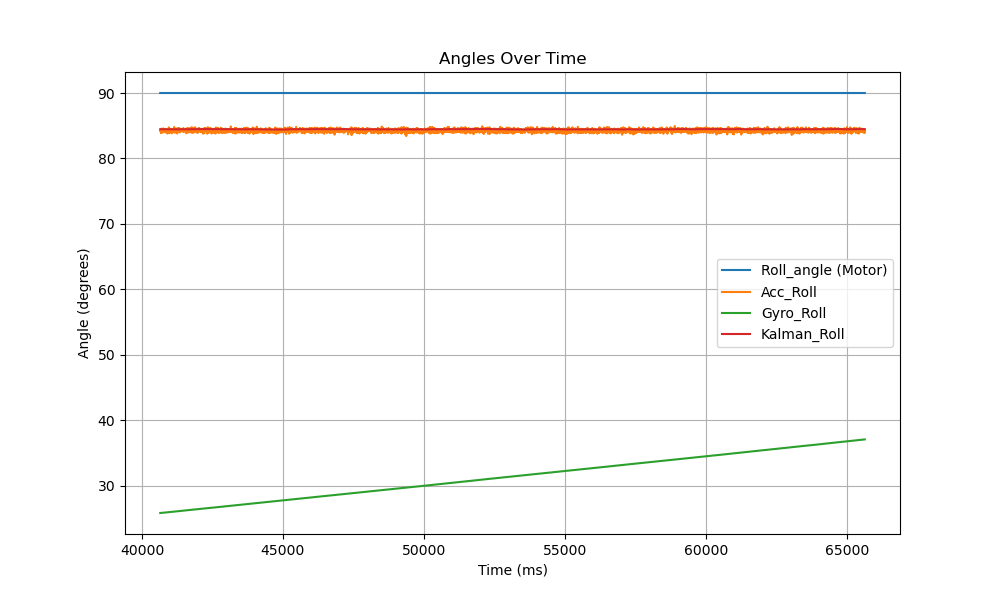 Angles Over Time
Angle (degrees)
90
80
70
60
50
40
30
Roll_angle (Motor)
Acc_Roll
Gyro_Roll
Kalman_Roll
40000 45000 50000 55000 60000 65000
Time (ms)